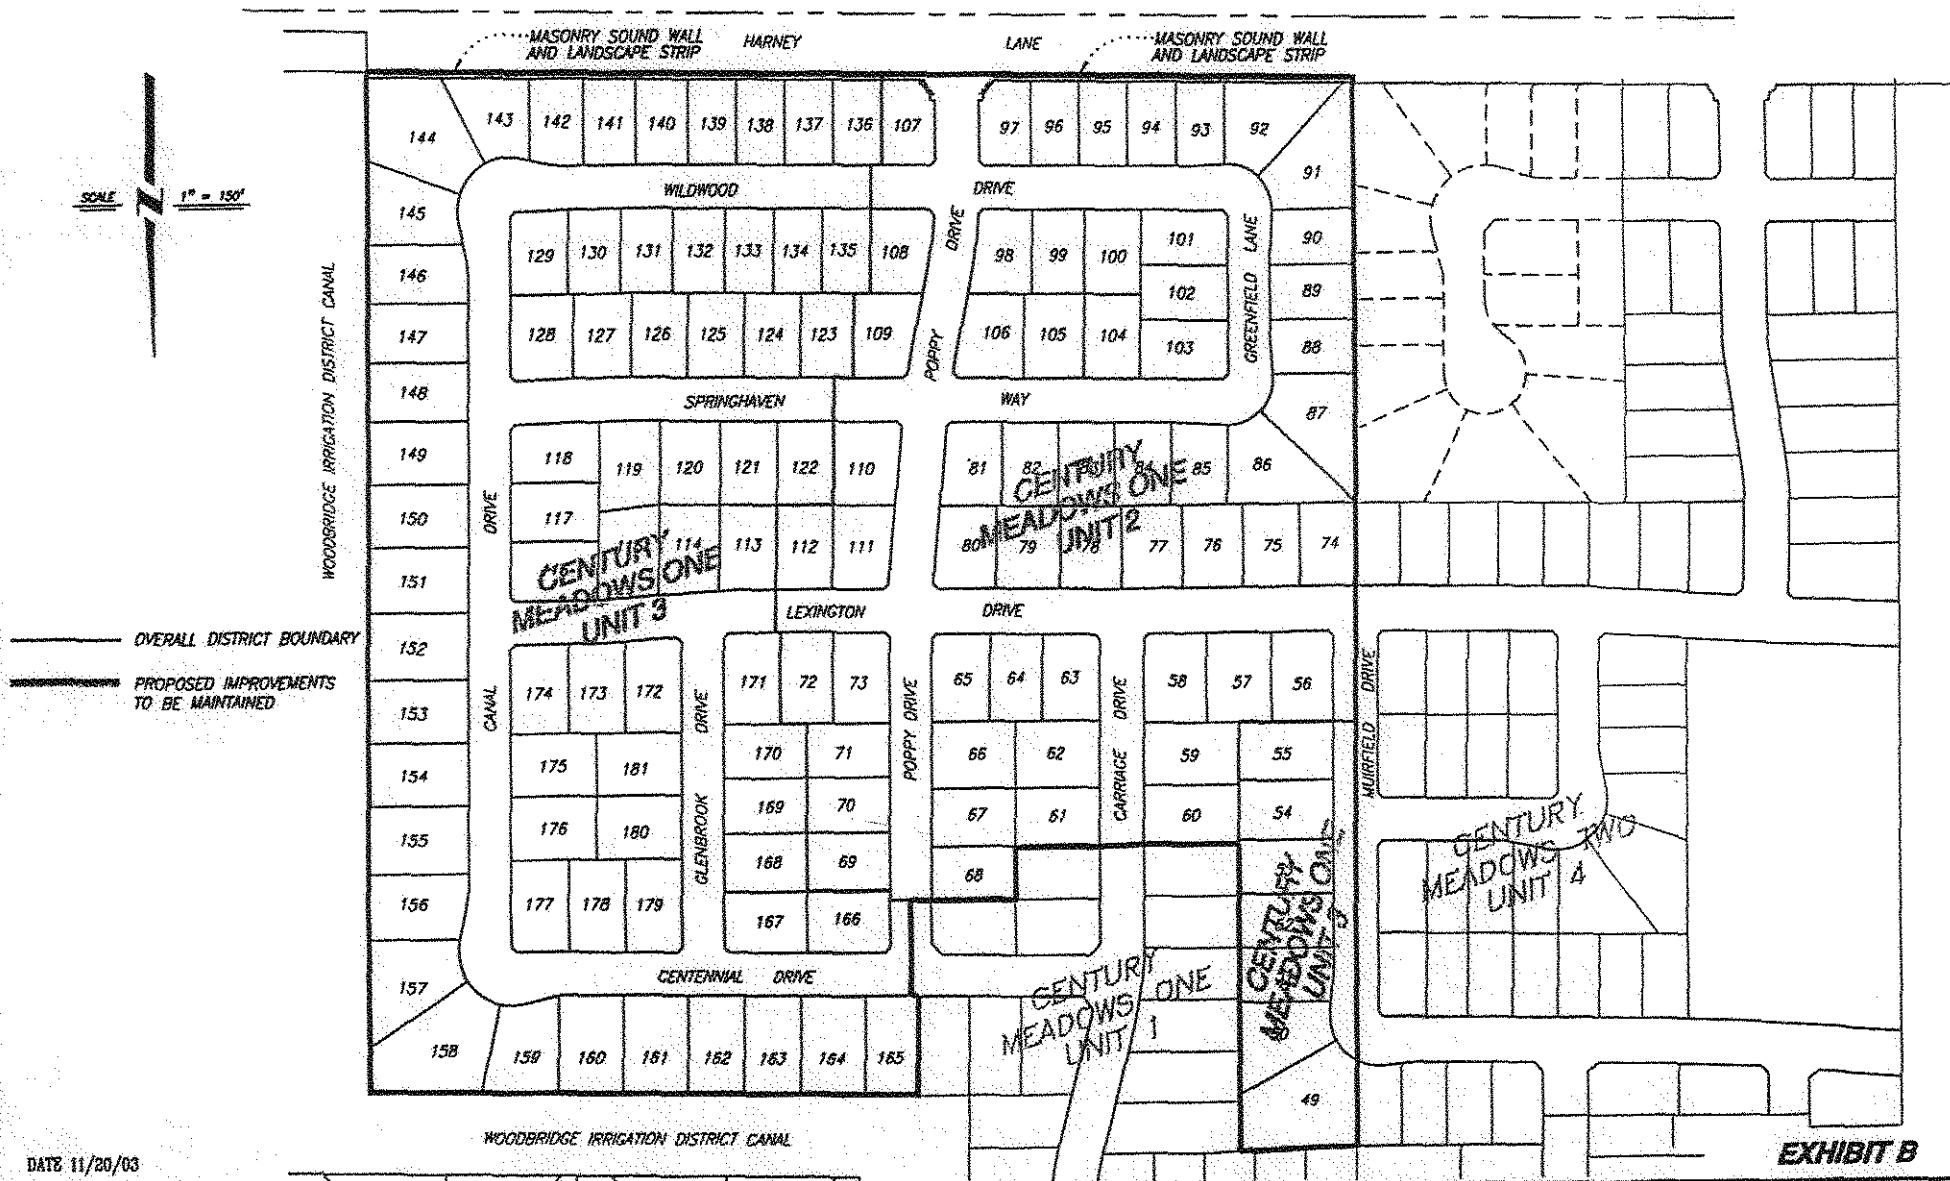 MASONRY SOUND WALL
AND LANDSCAPE STRIP
HARNEY LANE
MASONRY SOUND WALL
AND LANDSCAPE STRIP
SCALE 1" = 150'
WOODBRIDGE IRRIGATION DISTRICT CANAL
144 143 142 141 140 139 138 137 136 107 97 96 95 94 93 92
91
WILDWOOD DRIVE
145
129 130 131 132 133 134 135 108 98 99 100 101 90
POPPY DRIVE
GREENFIELD LANE
146
102 89
147
128 127 126 125 124 123 109 106 105 104 103 88
148
SPRINGHAVEN WAY
87
149
118 119 120 121 122 110 81 82 84 85 86
CENTURY
MEADOWS ONE
UNIT 2
150
117
CANAL DRIVE
114 113 112 111 80 79 78 77 76 75 74
CENTURY
MEADOWS ONE
UNIT 3
151
LEXINGTON DRIVE
OVERALL DISTRICT BOUNDARY
PROPOSED IMPROVEMENTS
TO BE MAINTAINED
152
174 173 172 171 72 73 65 64 63 58 57 56
153
GLENBROOK DRIVE
POPPY DRIVE
CARRIAGE DRIVE
MUIRFIELD DRIVE
154
175 181 170 71 66 62 59 55
155
176 180 169 70 67 61 60 54
168 69 68
156
177 178 179 167 166
CENTURY
MEADOWS TWO
UNIT 4
CENTURY
MEADOWS ONE
UNIT
157
CENTENNIAL DRIVE
CENTURY
MEADOWS ONE
UNIT 1
158 159 160 161 162 163 164 165
49
WOODBRIDGE IRRIGATION DISTRICT CANAL
DATE 11/20/03
EXHIBIT B